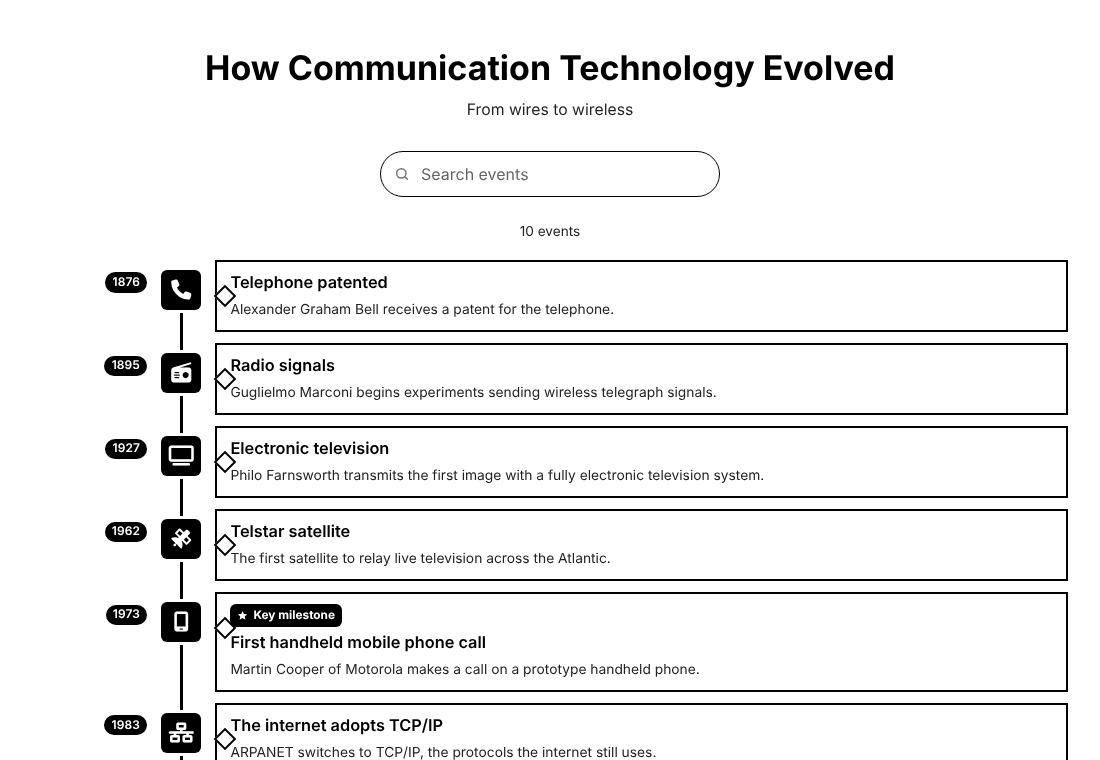 How Communication Technology Evolved
From wires to wireless
Search events
10 events
1876
Telephone patented
Alexander Graham Bell receives a patent for the telephone.
1895
Radio signals
Guglielmo Marconi begins experiments sending wireless telegraph signals.
1927
Electronic television
Philo Farnsworth transmits the first image with a fully electronic television system.
1962
Telstar satellite
The first satellite to relay live television across the Atlantic.
1973
Key milestone
First handheld mobile phone call
Martin Cooper of Motorola makes a call on a prototype handheld phone.
1983
The internet adopts TCP/IP
ARPANET switches to TCP/IP, the protocols the internet still uses.